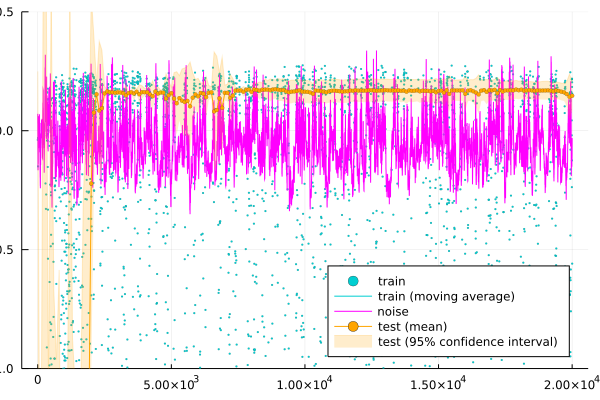 0.5
0.0
0.5
1.0
0
5.00×10³
1.00×10⁴
1.50×10⁴
2.00×10⁴
train
train (moving average)
noise
test (mean)
test (95% confidence interval)